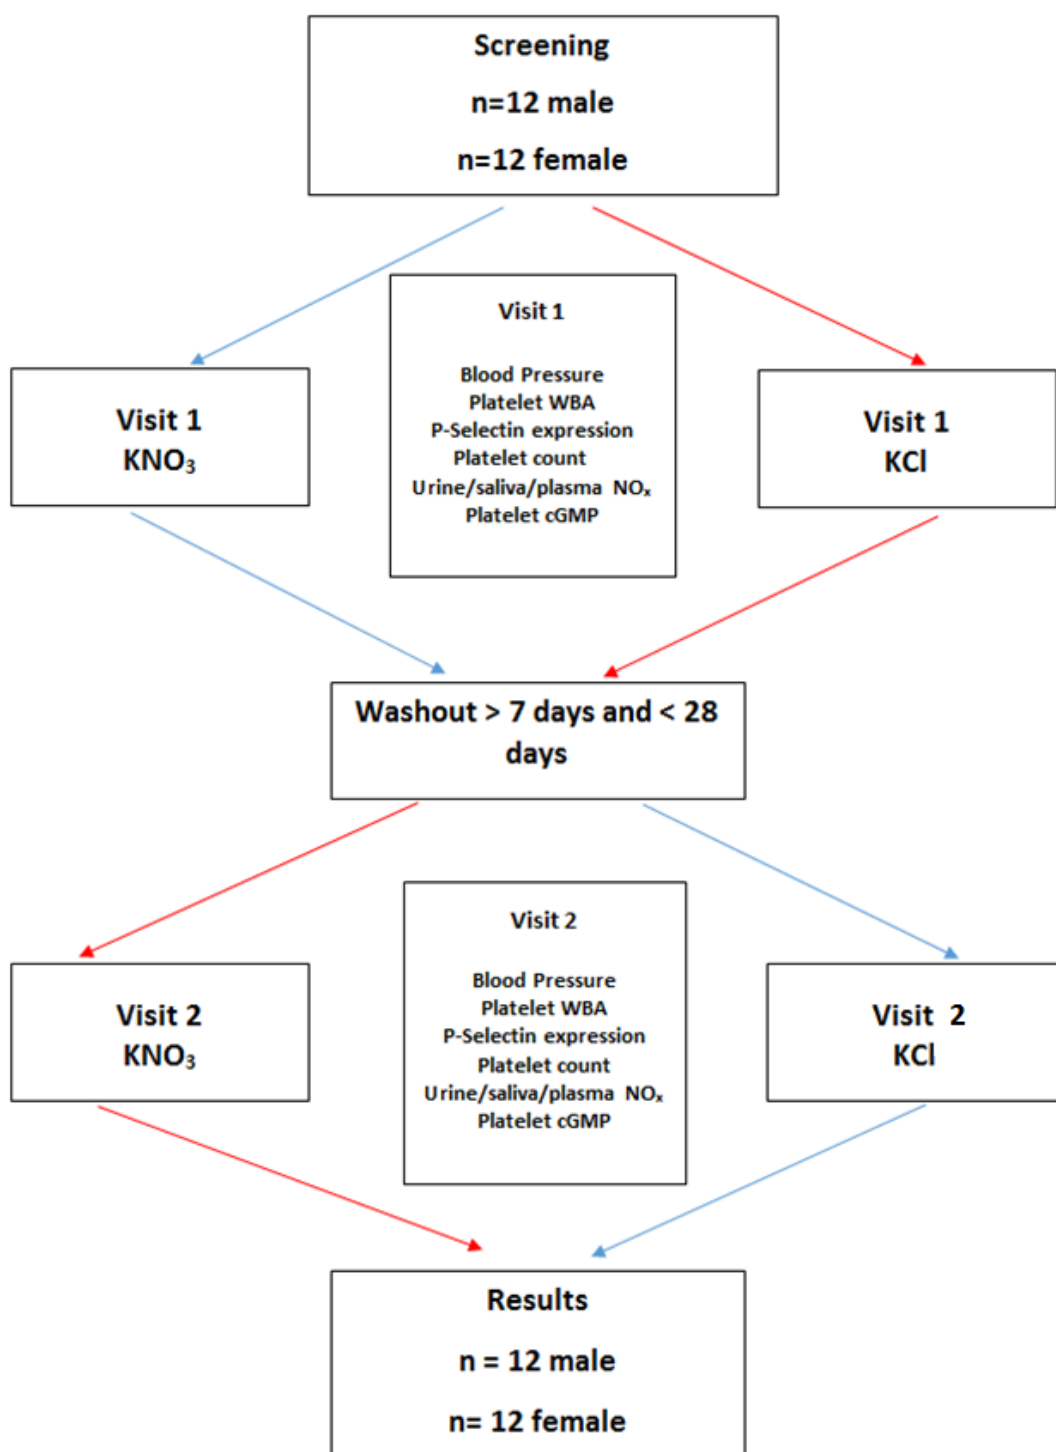 Screening
n=12 male
n=12 female
Visit 1
Blood Pressure
Platelet WBA
P-Selectin expression
Platelet count
Urine/saliva/plasma NOₓ
Platelet cGMP
Visit 1
KNO₃
Visit 1
KCl
Washout > 7 days and < 28
days
Visit 2
Blood Pressure
Platelet WBA
P-Selectin expression
Platelet count
Urine/saliva/plasma NOₓ
Platelet cGMP
Visit 2
KNO₃
Visit 2
KCl
Results
n = 12 male
n= 12 female